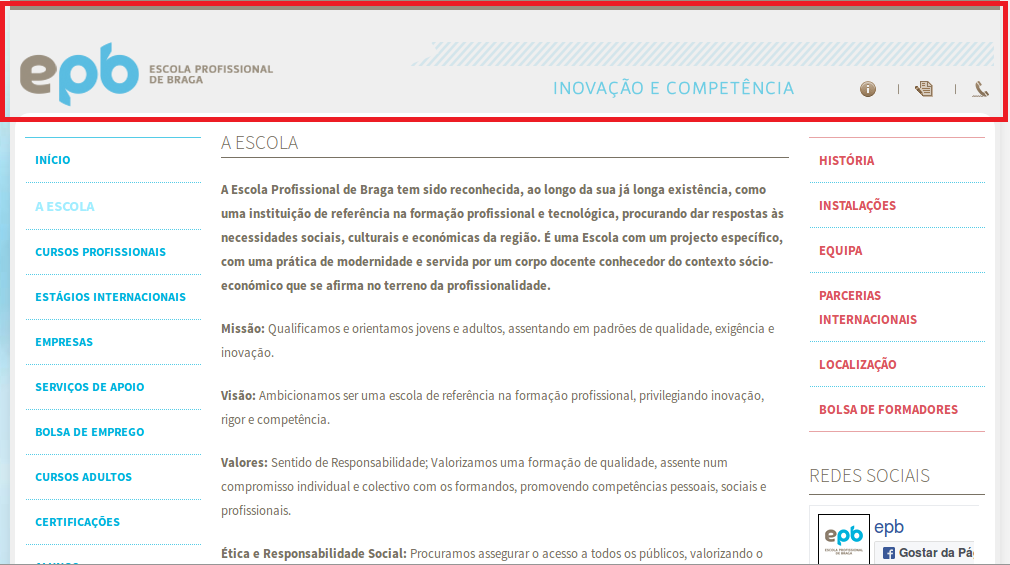 epb ESCOLA PROFISSIONAL
DE BRAGA
INOVAÇÃO E COMPETÊNCIA
INÍCIO
A ESCOLA
CURSOS PROFISSIONAIS
ESTÁGIOS INTERNACIONAIS
EMPRESAS
SERVIÇOS DE APOIO
BOLSA DE EMPREGO
CURSOS ADULTOS
CERTIFICAÇÕES
A ESCOLA
A Escola Profissional de Braga tem sido reconhecida, ao longo da sua já longa existência, como
uma instituição de referência na formação profissional e tecnológica, procurando dar respostas às
necessidades sociais, culturais e económicas da região. É uma Escola com um projecto específico,
com uma prática de modernidade e servida por um corpo docente conhecedor do contexto sócio-
económico que se afirma no terreno da profissionalidade.
Missão: Qualificamos e orientamos jovens e adultos, assentando em padrões de qualidade, exigência e
inovação.
Visão: Ambicionamos ser uma escola de referência na formação profissional, privilegiando inovação,
rigor e competência.
Valores: Sentido de Responsabilidade; Valorizamos uma formação de qualidade, assente num
compromisso individual e colectivo com os formandos, promovendo competências pessoais, sociais e
profissionais.
Ética e Responsabilidade Social: Procuramos assegurar o acesso a todos os públicos, valorizando o
HISTÓRIA
INSTALAÇÕES
EQUIPA
PARCERIAS
INTERNACIONAIS
LOCALIZAÇÃO
BOLSA DE FORMADORES
REDES SOCIAIS
epb
ESCOLA PROFISSIONAL
DE BRAGA
epb
Gostar da Pá